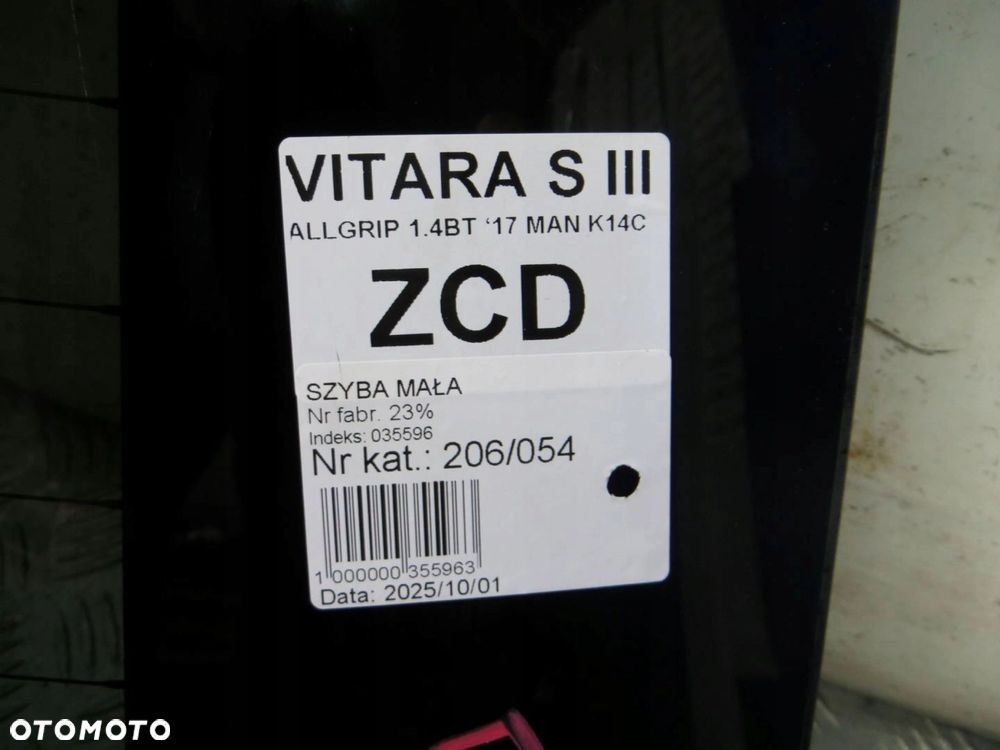 VITARA S III
ALLGRIP 1.4BT ‘17 MAN K14C
ZCD
SZYBA MAŁA
Nr fabr. 23%
Indeks: 035596
Nr kat.: 206/054
1 000000 355963
Data: 2025/10/01
OTOMOTO